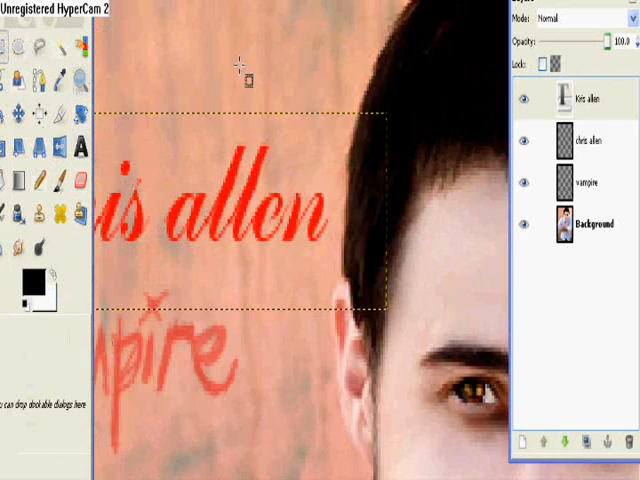 Unregistered HyperCam 2
Mode: Normal
Opacity: 100.0
Lock:
Kris allen
chris allen
vampire
Background
is allen
mpire
can drop dockable dialogs here